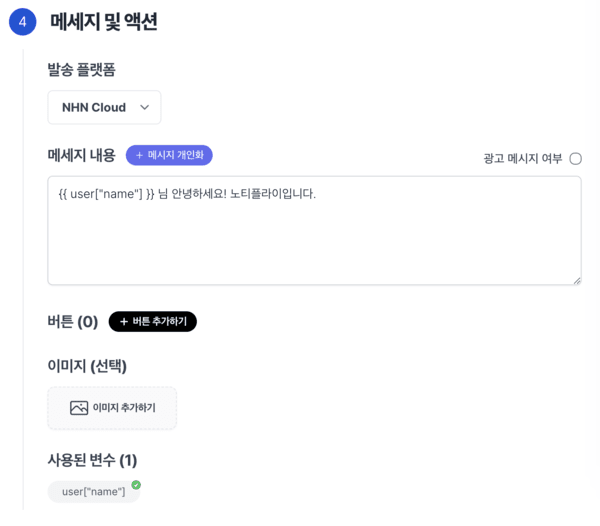 4 메세지 및 액션
발송 플랫폼
NHN Cloud
메세지 내용 + 메시지 개인화 광고 메시지 여부
{{ user["name"] }} 님 안녕하세요! 노티플라이입니다.
버튼 (0) + 버튼 추가하기
이미지 (선택)
이미지 추가하기
사용된 변수 (1)
user["name"]